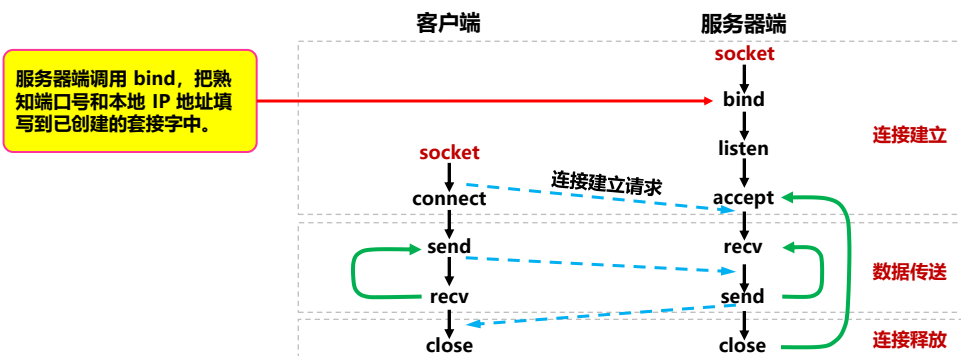 客户端
服务器端
socket
服务器端调用 bind，把熟
知端口号和本地 IP 地址填
写到已创建的套接字中。
bind
连接建立
listen
socket
连接建立请求
connect
accept
send
recv
数据传送
recv
send
close
close
连接释放